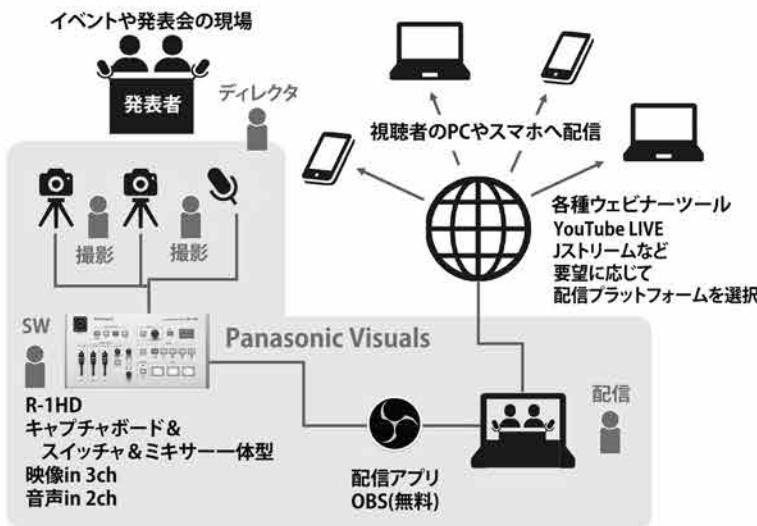 イベントや発表会の現場
発表者
ディレクタ
視聴者のPCやスマホへ配信
撮影
撮影
各種ウェビナーツール
YouTube LIVE
Jストリームなど
要望に応じて
配信プラットフォームを選択
SW
Panasonic Visuals
R-1HD
キャプチャボード＆
スイッチャ＆ミキサー一体型
映像in 3ch
音声in 2ch
配信アプリ
OBS(無料)
配信